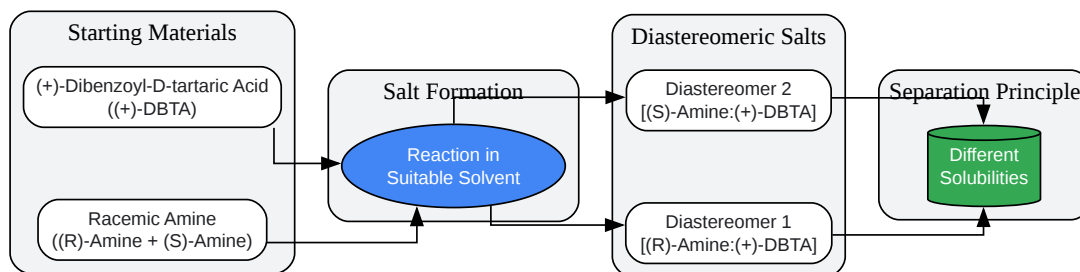 Starting Materials
(+)-Dibenzoyl-D-tartaric Acid
((+)-DBTA)
Racemic Amine
((R)-Amine + (S)-Amine)
Salt Formation
Reaction in
Suitable Solvent
Diastereomeric Salts
Diastereomer 2
[(S)-Amine:(+)-DBTA]
Diastereomer 1
[(R)-Amine:(+)-DBTA]
Separation Principle
Different
Solubilities